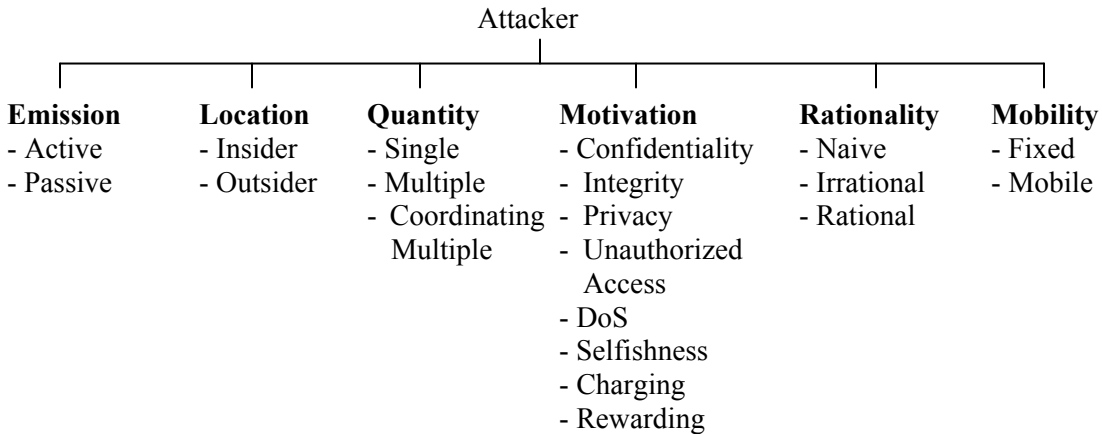 Attacker
Emission
- Active
- Passive
Location
- Insider
- Outsider
Quantity
- Single
- Multiple
- Coordinating
Multiple
Motivation
- Confidentiality
- Integrity
- Privacy
- Unauthorized
Access
- DoS
- Selfishness
- Charging
- Rewarding
Rationality
- Naive
- Irrational
- Rational
Mobility
- Fixed
- Mobile